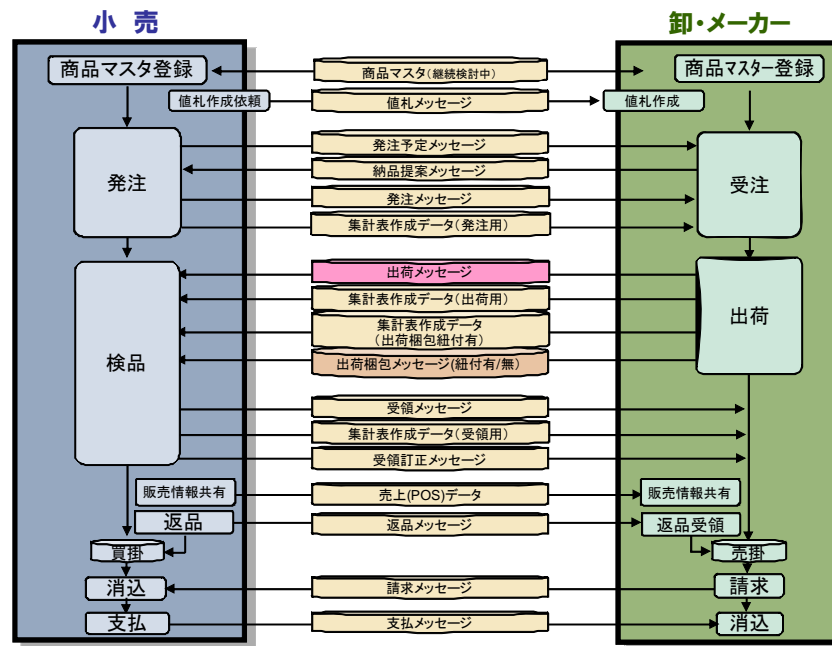 小 売
卸・メーカー
商品マスタ登録
商品マスタ(継続検討中)
商品マスター登録
値札作成依頼
値札メッセージ
値札作成
発注
発注予定メッセージ
納品提案メッセージ
発注メッセージ
集計表作成データ(発注用)
受注
検品
出荷メッセージ
集計表作成データ(出荷用)
集計表作成データ
(出荷梱包紐付有)
出荷梱包メッセージ(紐付有/無)
出荷
受領メッセージ
集計表作成データ(受領用)
受領訂正メッセージ
販売情報共有
売上(POS)データ
販売情報共有
返品
返品メッセージ
返品受領
買掛
売掛
消込
請求メッセージ
請求
支払
支払メッセージ
消込